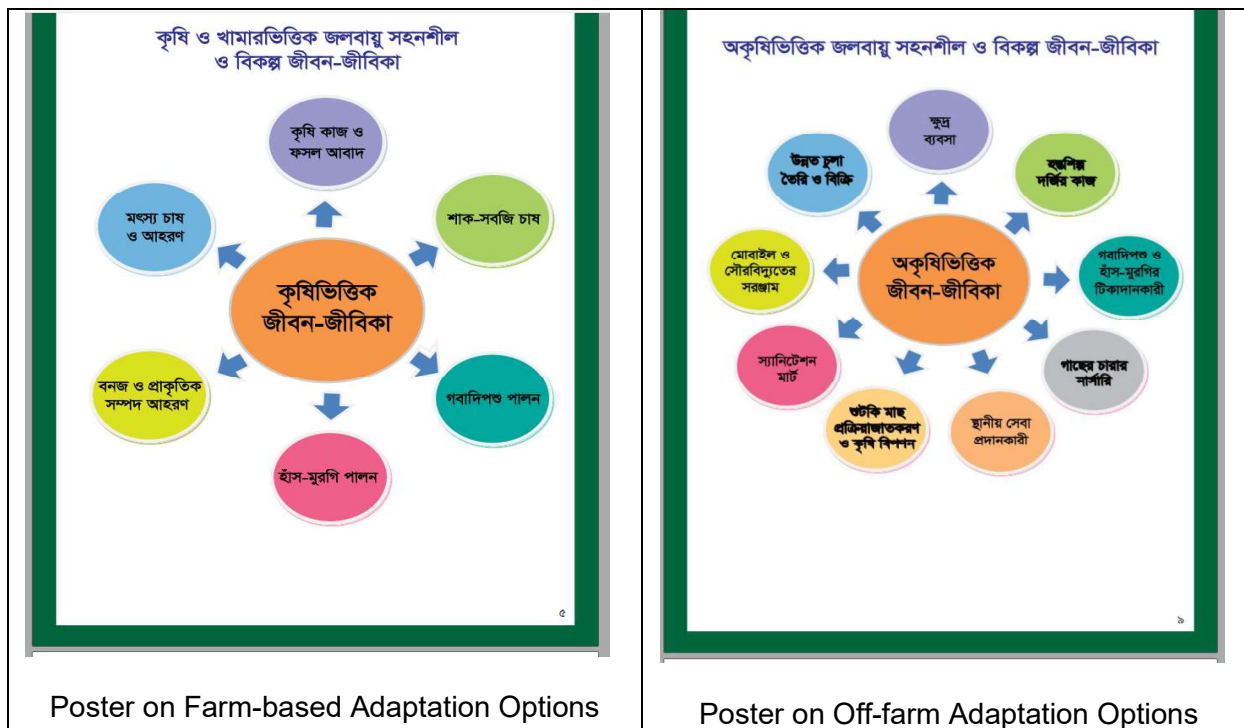 কৃষি ও খামারভিত্তিক জলবায়ু সহনশীল
ও বিকল্প জীবন-জীবিকা
কৃষি কাজ ও
ফসল আবাদ
শাক-সবজি চাষ
গবাদিপশু পালন
হাঁস-মুরগি পালন
বনজ ও প্রাকৃতিক
সম্পদ আহরণ
মৎস্য চাষ
ও আহরণ
কৃষিভিত্তিক
জীবন-জীবিকা
৫
Poster on Farm-based Adaptation Options
অকৃষিভিত্তিক জলবায়ু সহনশীল ও বিকল্প জীবন-জীবিকা
ক্ষুদ্র
ব্যবসা
হস্তশিল্প
দর্জির কাজ
গবাদিপশু ও
হাঁস-মুরগির
টিকাদানকারী
গাছের চারার
নার্সারি
স্থানীয় সেবা
প্রদানকারী
শুটকি মাছ
প্রক্রিয়াজাতকরণ
ও কৃষি বিপণন
স্যানিটেশন
মার্ট
মোবাইল ও
সৌরবিদ্যুতের
সরঞ্জাম
উন্নত চুলা
তৈরি ও বিক্রি
অকৃষিভিত্তিক
জীবন-জীবিকা
৯
Poster on Off-farm Adaptation Options